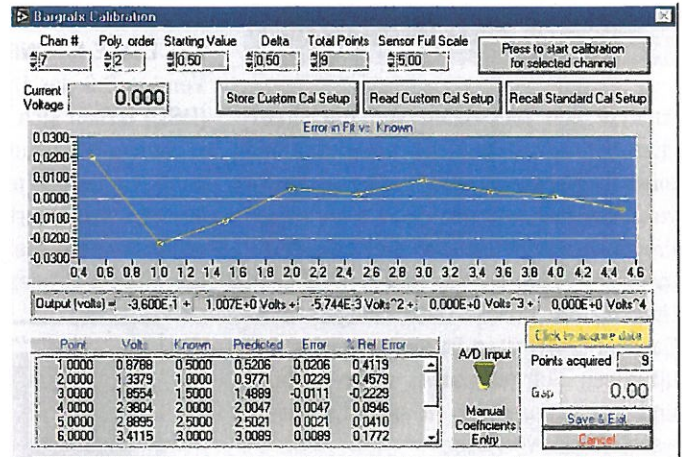 Bargrafx Calibration
Chan # Poly. order Starting Value Delta Total Points Sensor Full Scale
7 2 0.50 0.50 9 5.00
Press to start calibration
for selected channel
Current
Voltage
0.000
Store Custom Cal Setup Read Custom Cal Setup Recall Standard Cal Setup
Error in Fit vs. Known
0.0300
0.0200
0.0100
0.0000
-0.0100
-0.0200
-0.0300
0.4 0.6 0.8 1.0 1.2 1.4 1.6 1.8 2.0 2.2 2.4 2.6 2.8 3.0 3.2 3.4 3.6 3.8 4.0 4.2 4.4 4.6
Output (volts) = -3.600E-1 + 1.007E+0 Volts + -5.744E-3 Volts^2 + 0.000E+0 Volts^3 + 0.000E+0 Volts^4
Point Volts Known Predicted Error % Rel Error
1.0000 0.8788 0.5000 0.5206 0.0206 0.4119
2.0000 1.3379 1.0000 0.9771 -0.0229 -0.4579
3.0000 1.8554 1.5000 1.4889 -0.0111 -0.2229
4.0000 2.3804 2.0000 2.0047 0.0047 0.0946
5.0000 2.8895 2.5000 2.5021 0.0021 0.0410
6.0000 3.4115 3.0000 3.0089 0.0089 0.1772
A/D Input
Manual
Coefficients
Entry
Click to acquire data
Points acquired 9
Gap 0.00
Save & Exit
Cancel